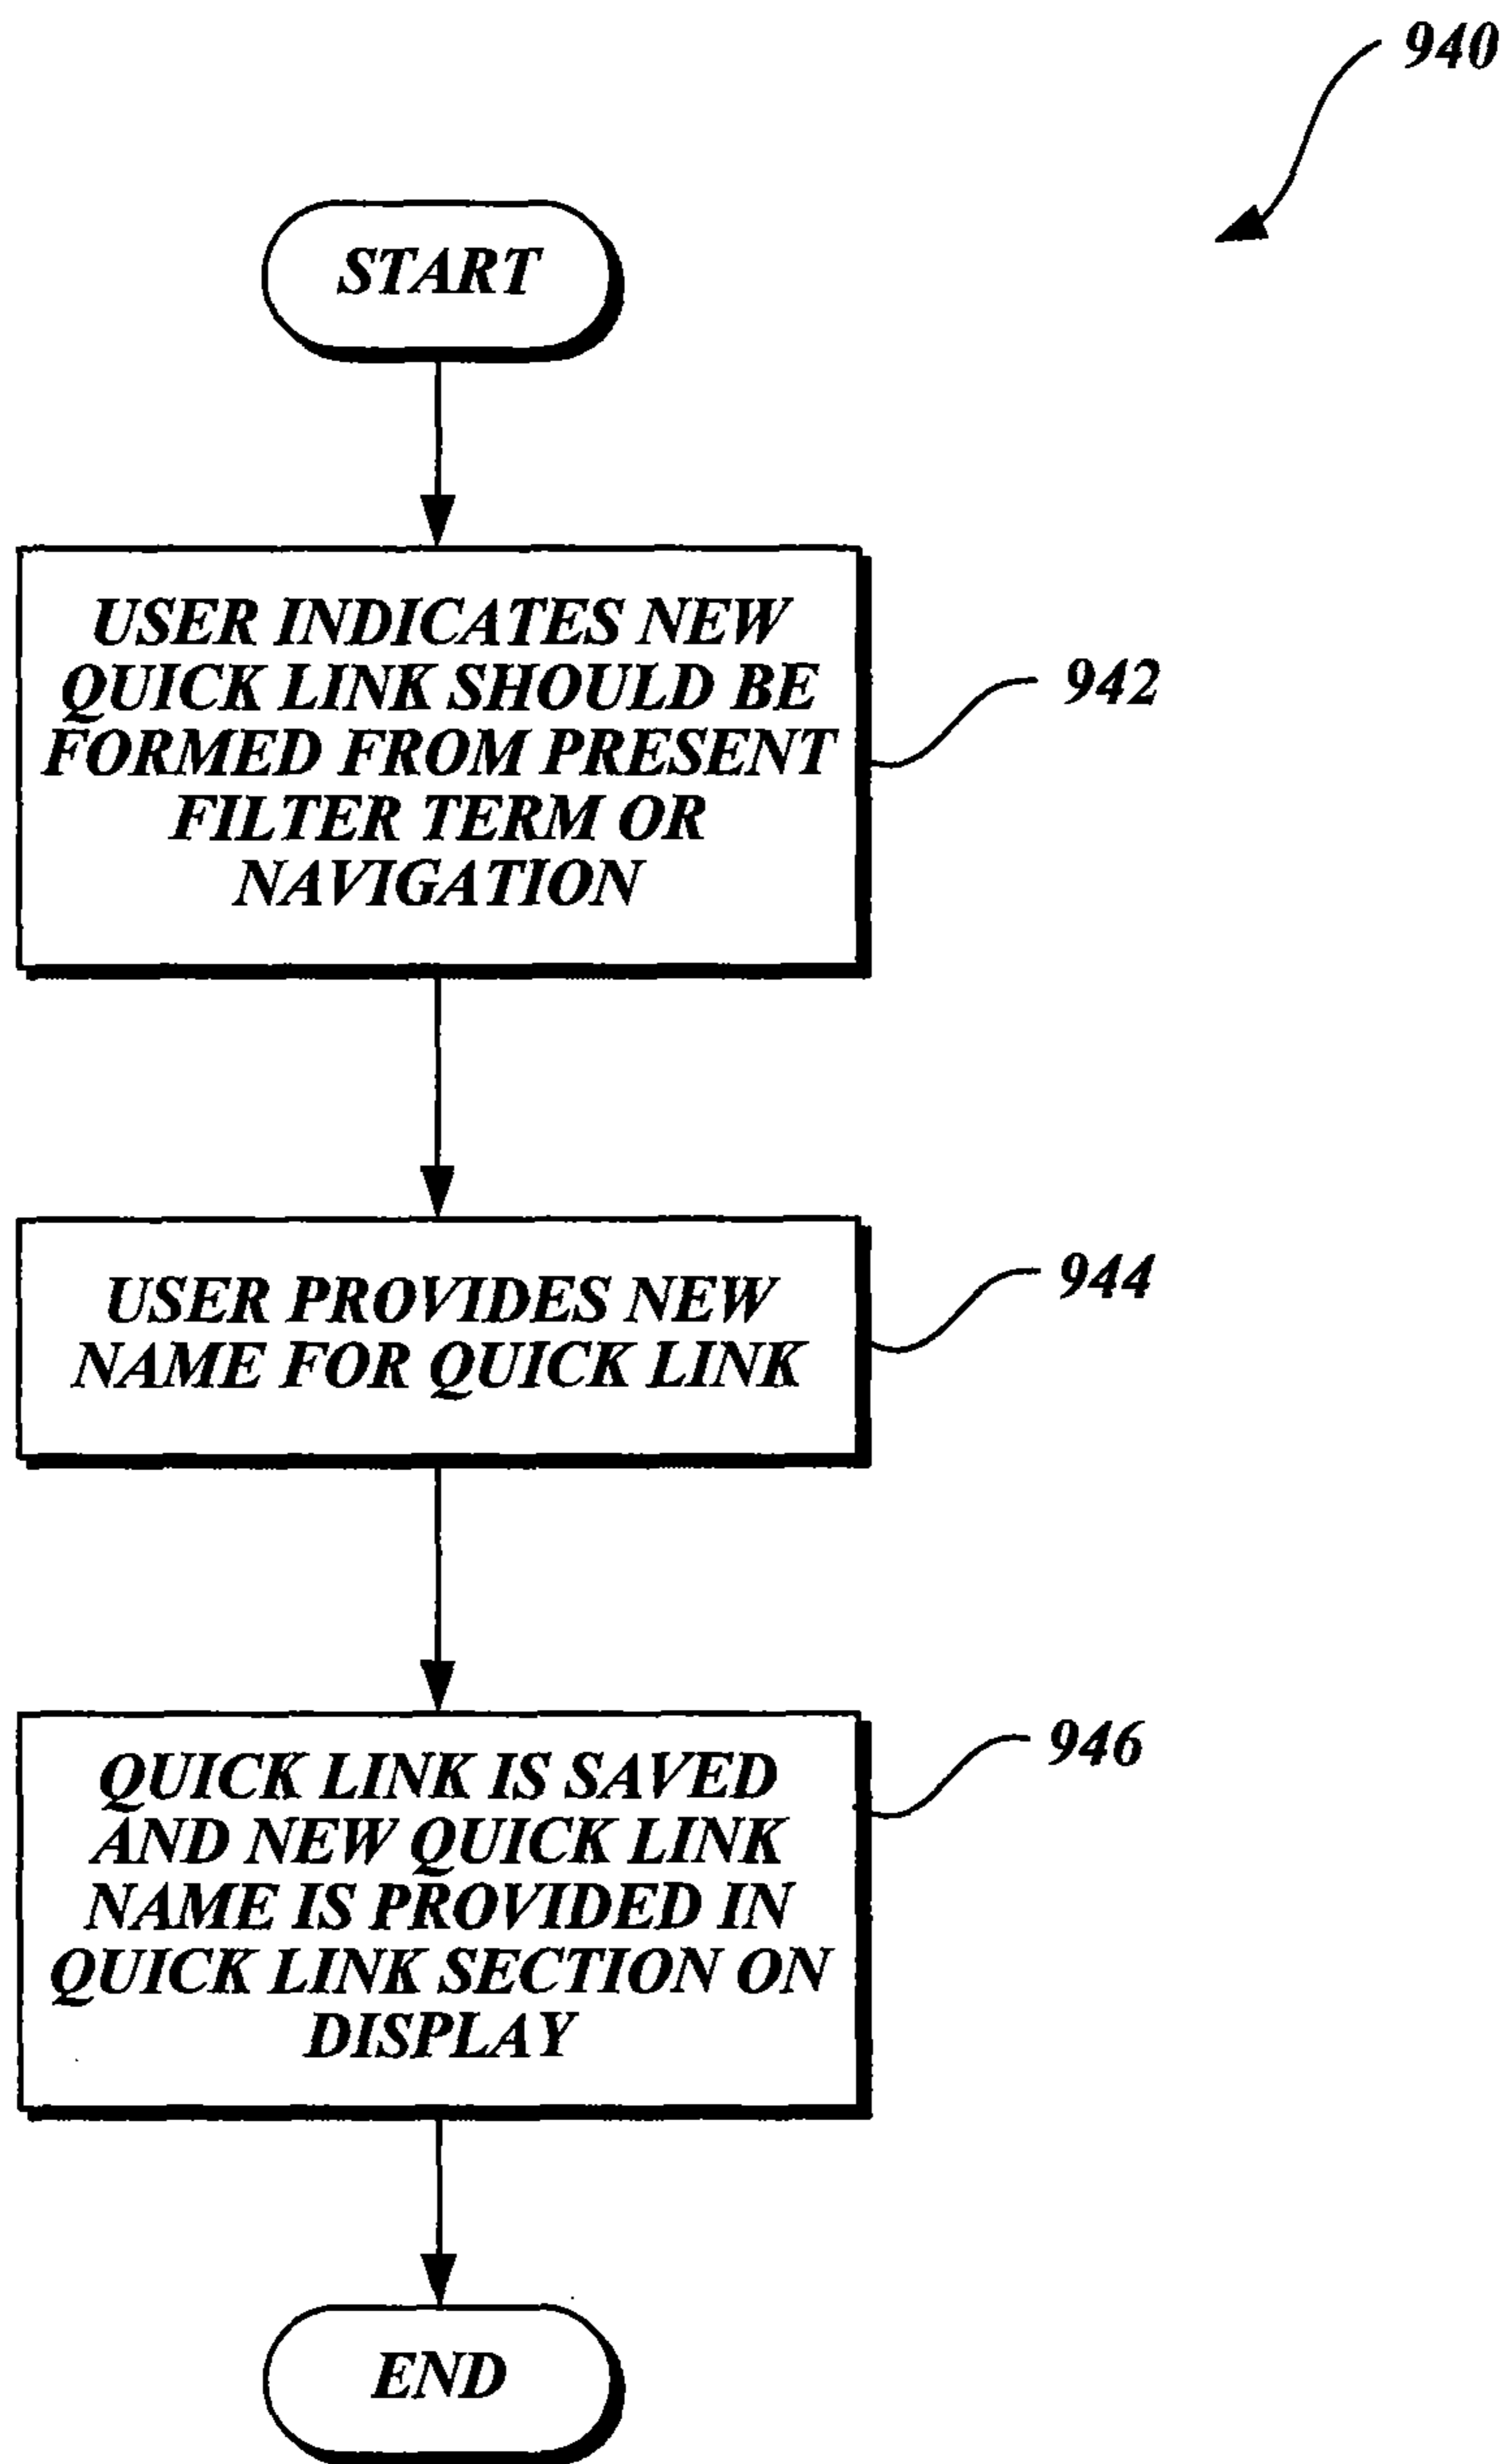 940
START
USER INDICATES NEW
QUICK LINK SHOULD BE
FORMED FROM PRESENT
FILTER TERM OR
NAVIGATION
942
USER PROVIDES NEW
NAME FOR QUICK LINK
944
QUICK LINK IS SAVED
AND NEW QUICK LINK
NAME IS PROVIDED IN
QUICK LINK SECTION ON
DISPLAY
946
END